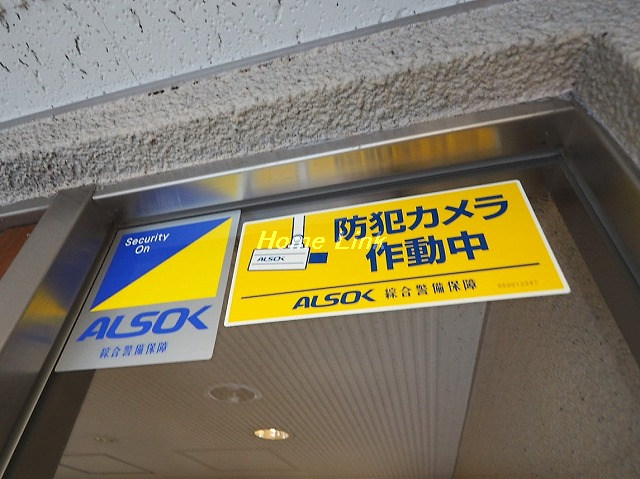 Security
On
ALSOK
綜合警備保障
Home Link
ALSOK
防犯カメラ
作動中
ALSOK 綜合警備保障